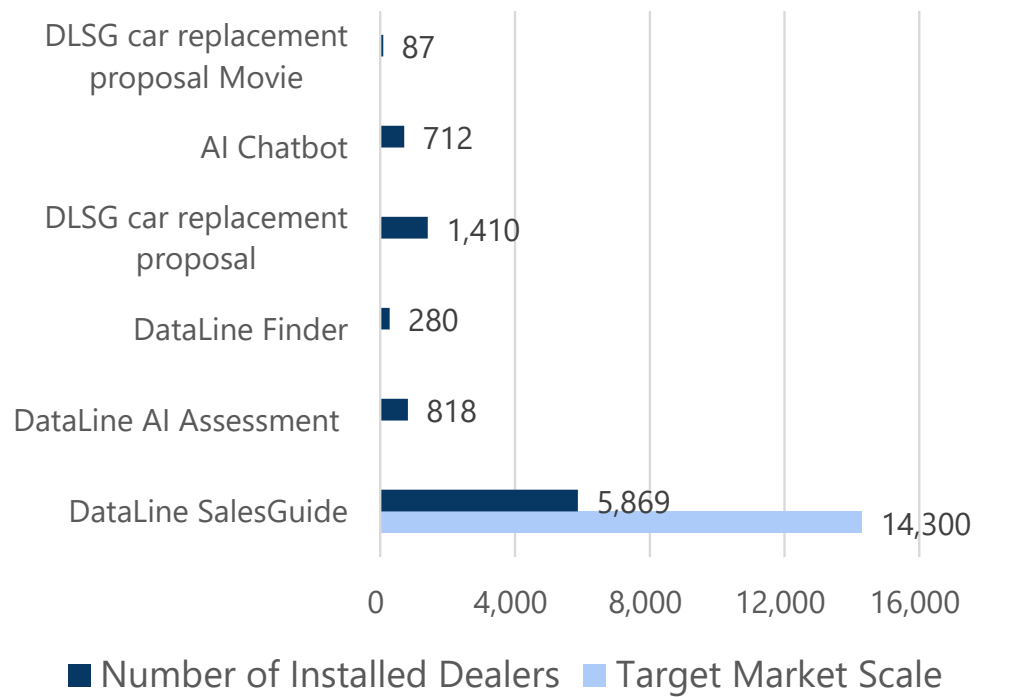 DLSG car replacement
proposal Movie
87
AI Chatbot
712
DLSG car replacement
proposal
1,410
DataLine Finder
280
DataLine AI Assessment
818
DataLine SalesGuide
5,869
14,300
0 4,000 8,000 12,000 16,000
Number of Installed Dealers Target Market Scale